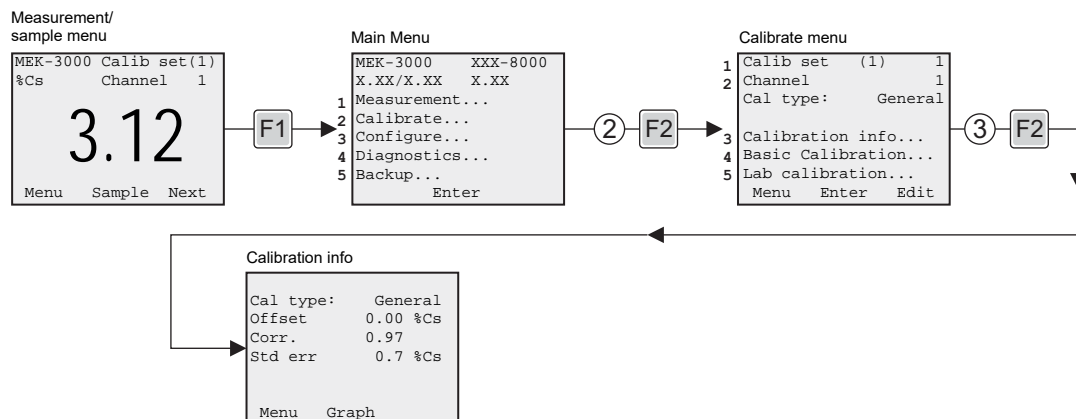 Measurement/
sample menu
MEK-3000 Calib set(1)
%Cs Channel 1
3.12
Menu Sample Next
F1
Main Menu
MEK-3000 XXX-8000
X.XX/X.XX X.XX
1 Measurement...
2 Calibrate...
3 Configure...
4 Diagnostics...
5 Backup...
Enter
2
F2
Calibrate menu
1 Calib set (1) 1
2 Channel 1
Cal type: General
3 Calibration info...
4 Basic Calibration...
5 Lab calibration...
Menu Enter Edit
3
F2
Calibration info
Cal type: General
Offset 0.00 %Cs
Corr. 0.97
Std err 0.7 %Cs
Menu Graph